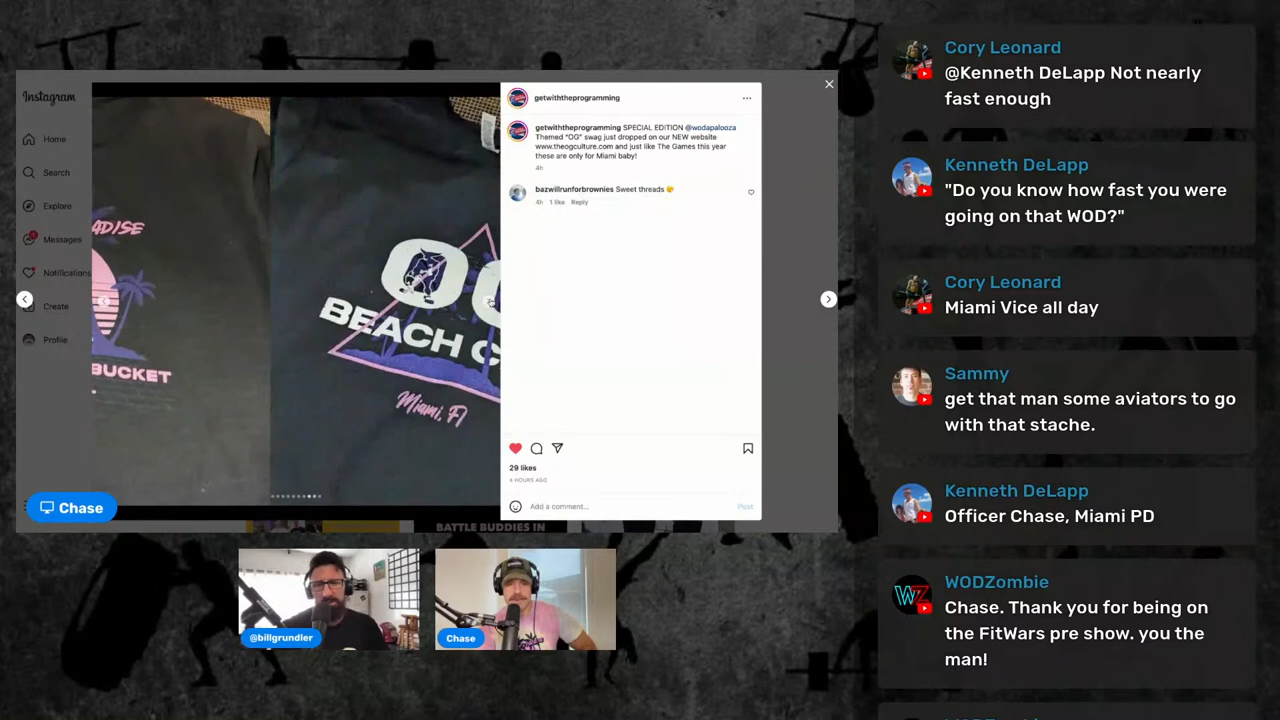 Instagram
Home
Search
Explore
Messages
Notifications
Create
Profile
ADISE
BUCKET
BEACH C
Miami, Fl
getwiththeprogramming
getwiththeprogramming SPECIAL EDITION @wodapalooza
Themed "OG" swag just dropped on our NEW website
www.theogculture.com and just like The Games this year
these are only for Miami baby!
4h
bazwillrunforbrownies Sweet threads
4h 1 like Reply
29 likes
4 HOURS AGO
Add a comment...
Post
Chase
BATTLE BUDDIES IN
@billgrundler
Chase
Cory Leonard
@Kenneth DeLapp Not nearly
fast enough
Kenneth DeLapp
"Do you know how fast you were
going on that WOD?"
Cory Leonard
Miami Vice all day
Sammy
get that man some aviators to go
with that stache.
Kenneth DeLapp
Officer Chase, Miami PD
WODZombie
Chase. Thank you for being on
the FitWars pre show. you the
man!